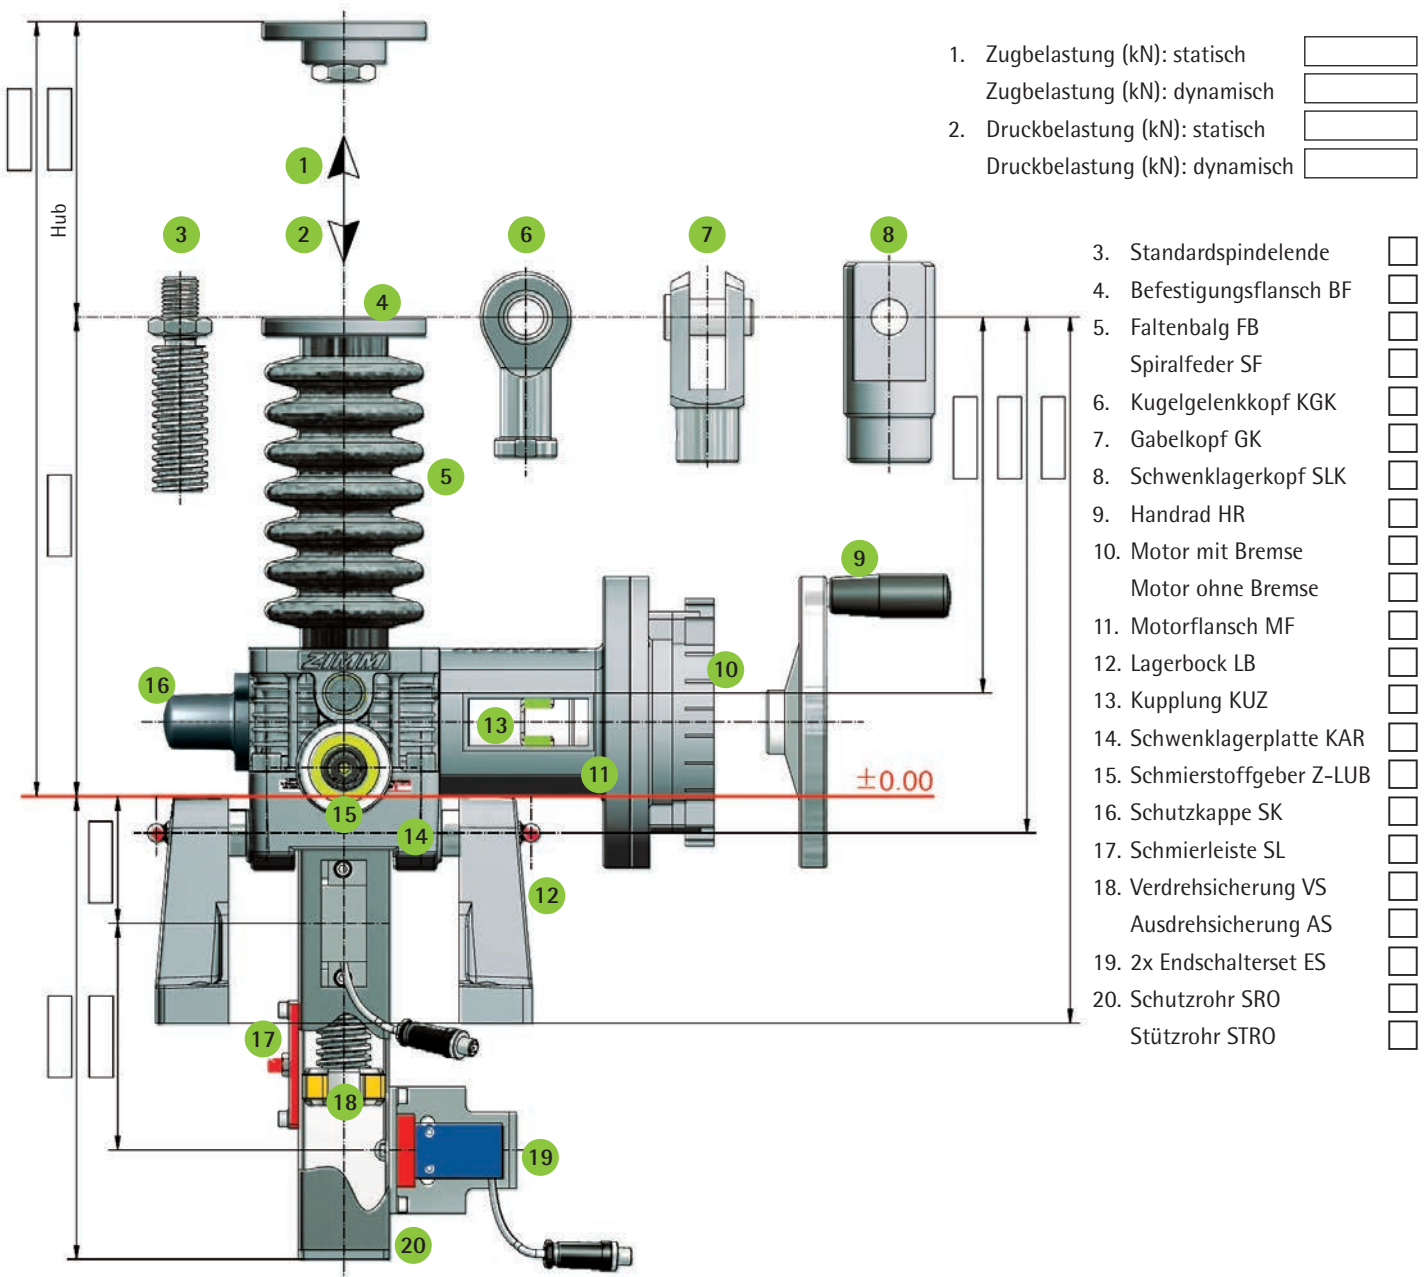 1. Zugbelastung (kN): statisch
Zugbelastung (kN): dynamisch
2. Druckbelastung (kN): statisch
Druckbelastung (kN): dynamisch
Hub
1
2
3
4
5
6
7
8
9
10
11
12
13
14
15
16
17
18
19
20
ZIMM
±0.00
3. Standardspindelende
4. Befestigungsflansch BF
5. Faltenbalg FB
Spiralfeder SF
6. Kugelgelenkkopf KGK
7. Gabelkopf GK
8. Schwenklagerkopf SLK
9. Handrad HR
10. Motor mit Bremse
Motor ohne Bremse
11. Motorflansch MF
12. Lagerbock LB
13. Kupplung KUZ
14. Schwenklagerplatte KAR
15. Schmierstoffgeber Z-LUB
16. Schutzkappe SK
17. Schmierleiste SL
18. Verdrehsicherung VS
Ausdrehsicherung AS
19. 2x Endschalterset ES
20. Schutzrohr SRO
Stützrohr STRO